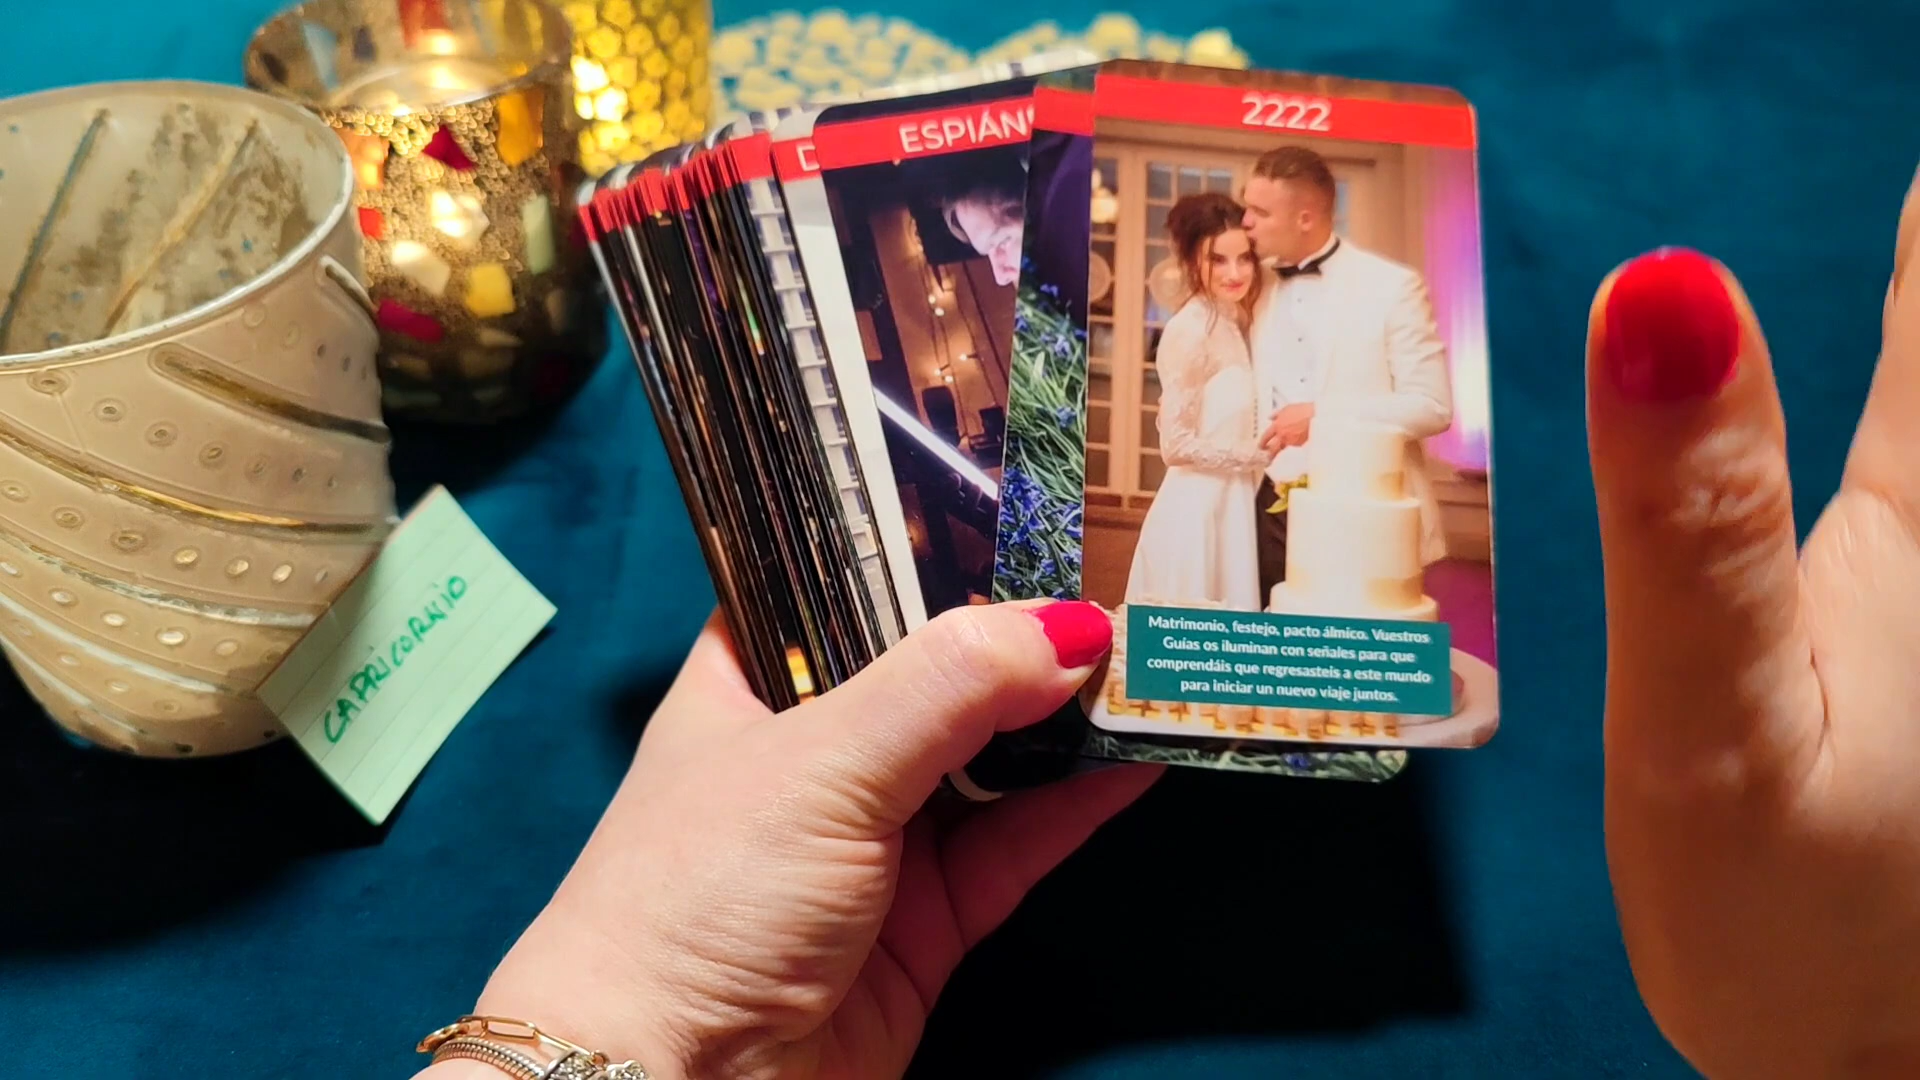 2222
ESPIÁN
D
Matrimonio, festejo, pacto álmico. Vuestros
Guías os iluminan con señales para que
comprendáis que regresasteis a este mundo
para iniciar un nuevo viaje juntos.
CAPRICORNIO